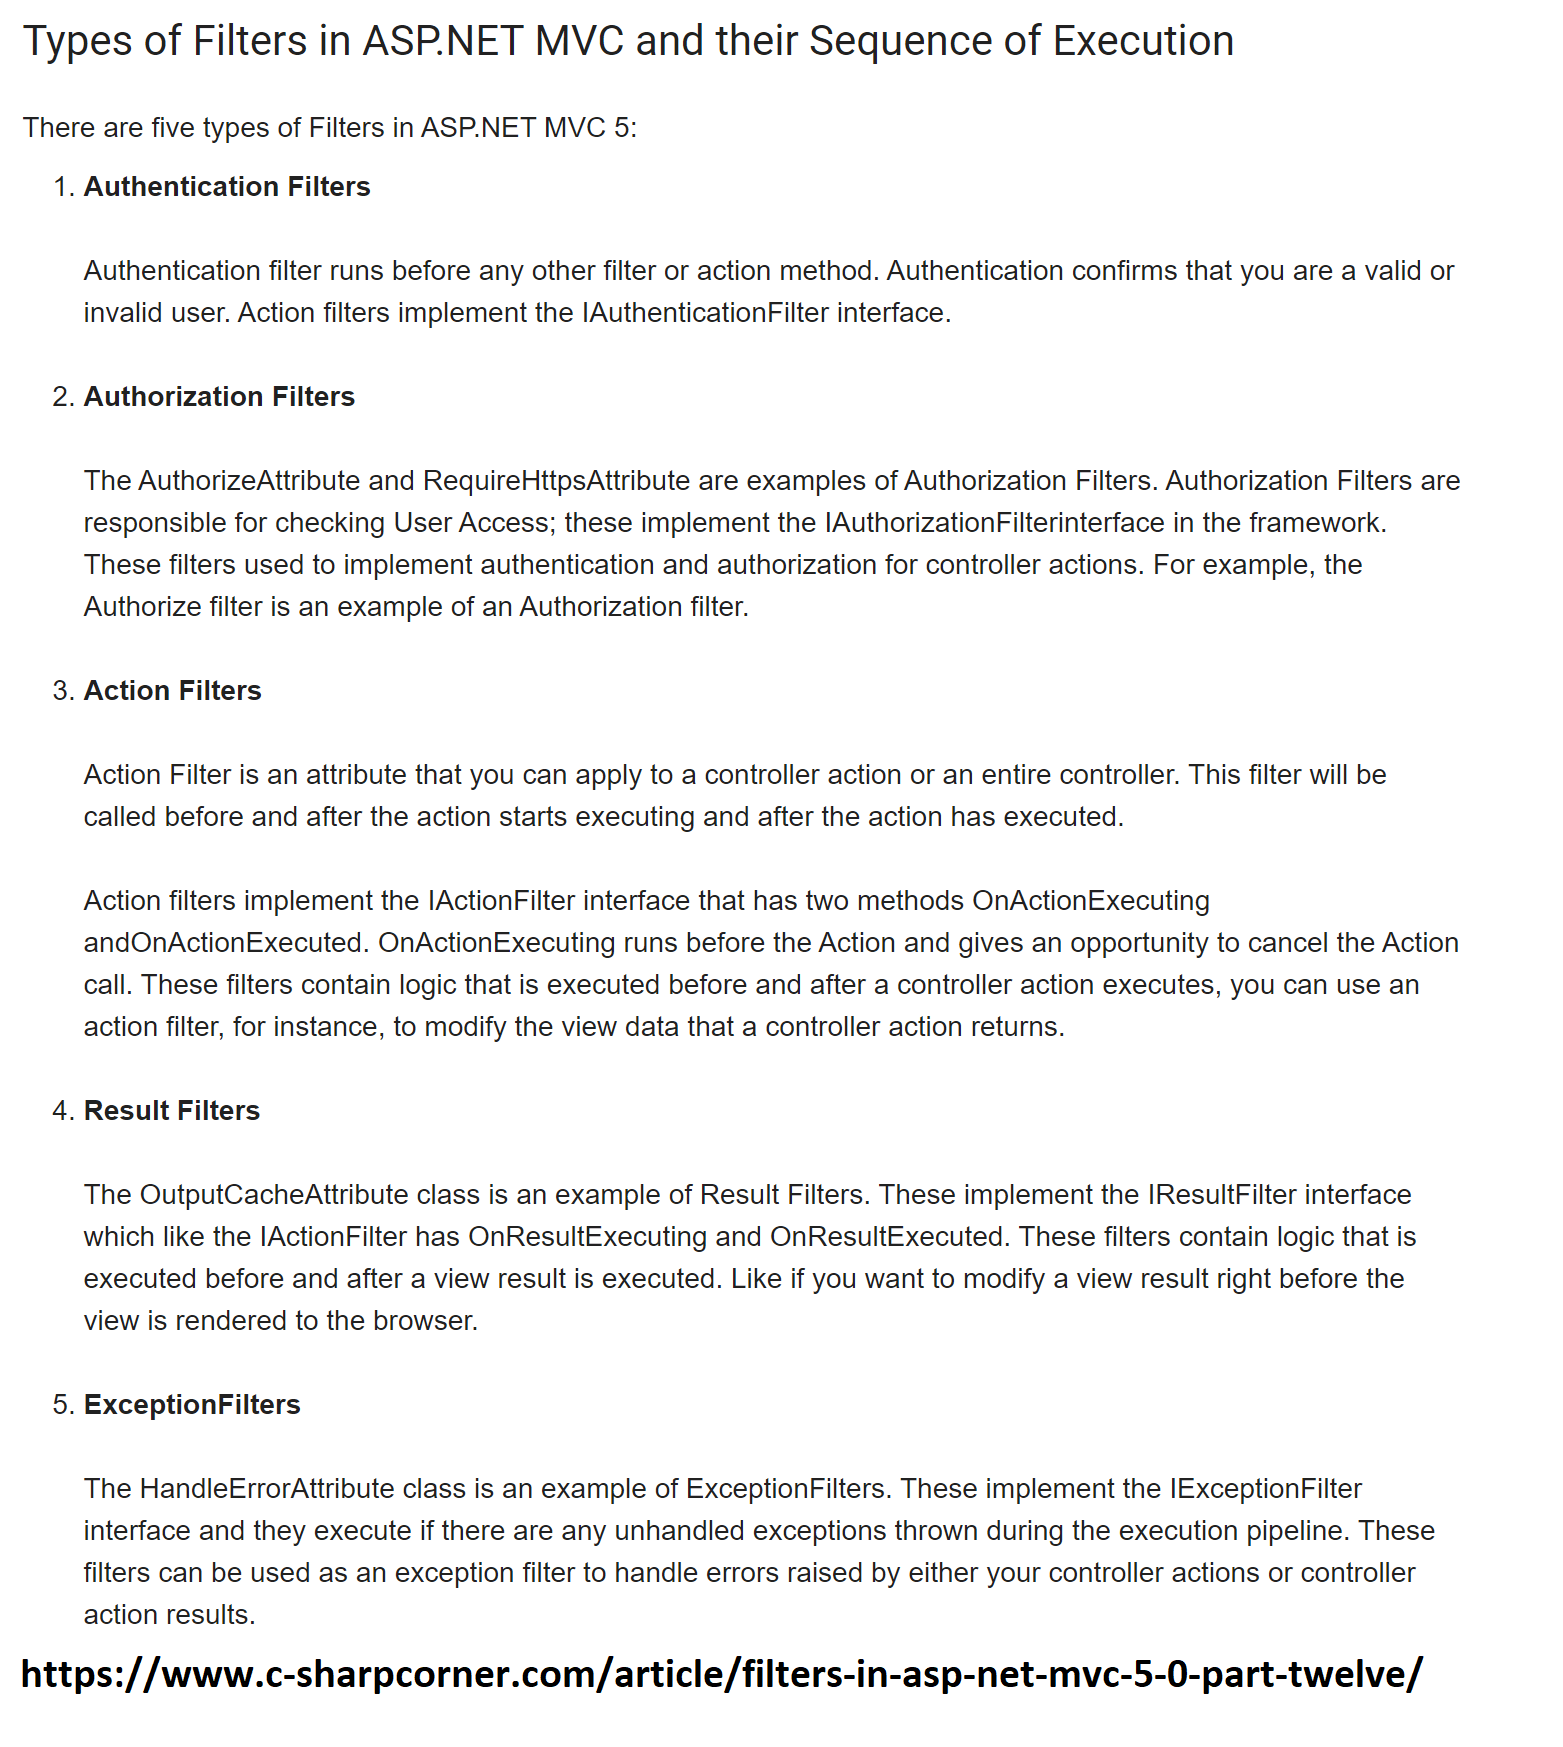 Types of Filters in ASP.NET MVC and their Sequence of Execution
There are five types of Filters in ASP.NET MVC 5:
1. Authentication Filters
Authentication filter runs before any other filter or action method. Authentication confirms that you are a valid or
invalid user. Action filters implement the IAuthenticationFilter interface.
2. Authorization Filters
The AuthorizeAttribute and RequireHttpsAttribute are examples of Authorization Filters. Authorization Filters are
responsible for checking User Access; these implement the IAuthorizationFilterinterface in the framework.
These filters used to implement authentication and authorization for controller actions. For example, the
Authorize filter is an example of an Authorization filter.
3. Action Filters
Action Filter is an attribute that you can apply to a controller action or an entire controller. This filter will be
called before and after the action starts executing and after the action has executed.
Action filters implement the IActionFilter interface that has two methods OnActionExecuting
andOnActionExecuted. OnActionExecuting runs before the Action and gives an opportunity to cancel the Action
call. These filters contain logic that is executed before and after a controller action executes, you can use an
action filter, for instance, to modify the view data that a controller action returns.
4. Result Filters
The OutputCacheAttribute class is an example of Result Filters. These implement the IResultFilter interface
which like the IActionFilter has OnResultExecuting and OnResultExecuted. These filters contain logic that is
executed before and after a view result is executed. Like if you want to modify a view result right before the
view is rendered to the browser.
5. ExceptionFilters
The HandleErrorAttribute class is an example of ExceptionFilters. These implement the IExceptionFilter
interface and they execute if there are any unhandled exceptions thrown during the execution pipeline. These
filters can be used as an exception filter to handle errors raised by either your controller actions or controller
action results.
https://www.c-sharpcorner.com/article/filters-in-asp-net-mvc-5-0-part-twelve/